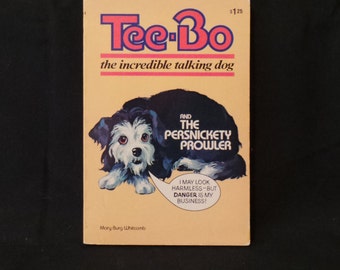 $1.25
Tee·Bo
the incredible talking dog
AND
THE
PERSNICKETY
PROWLER
I MAY LOOK
HARMLESS–BUT
DANGER IS MY
BUSINESS!
Mary Burg Whitcomb